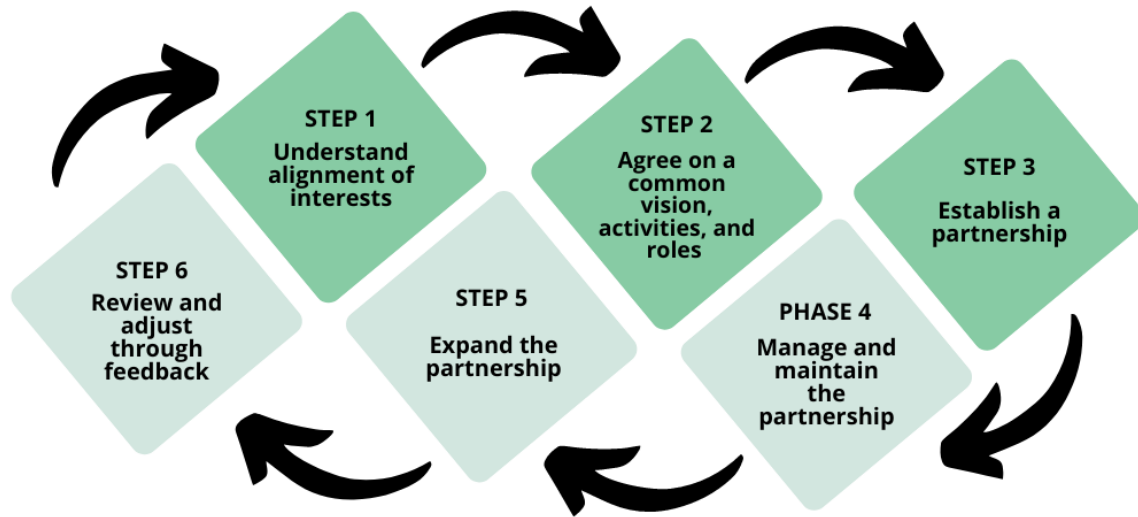 STEP 1
Understand
alignment of
interests
STEP 2
Agree on a
common
vision,
activities, and
roles
STEP 3
Establish a
partnership
PHASE 4
Manage and
maintain
the
partnership
STEP 5
Expand the
partnership
STEP 6
Review and
adjust
through
feedback